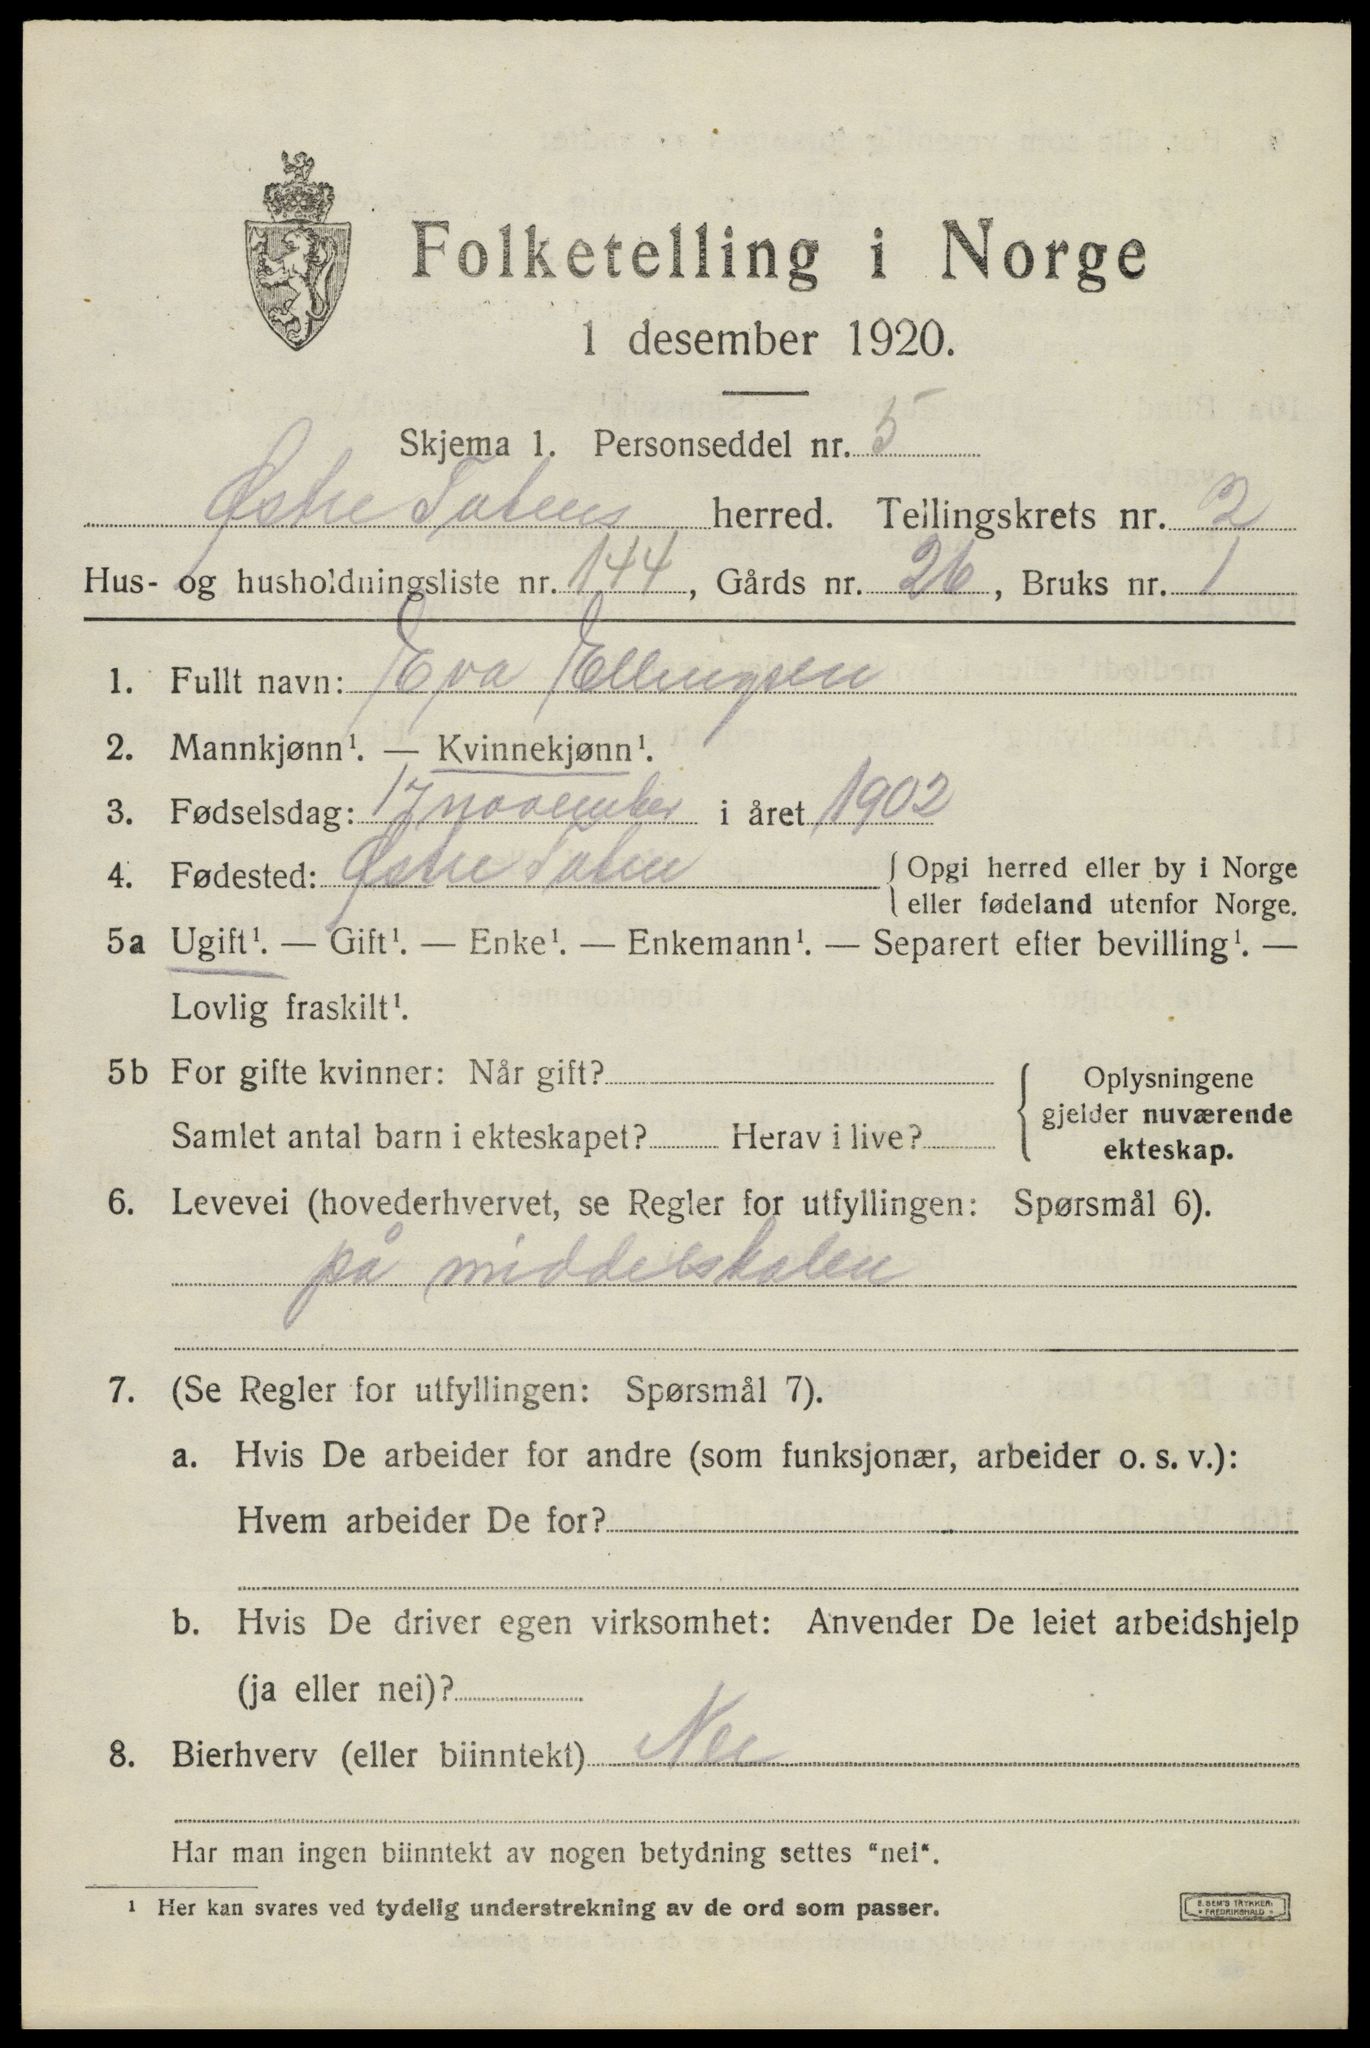 Folketelling i Norge
1 desember 1920.
Skjema 1. Personseddel nr. 5
Østre Totens herred. Tellingskrets nr. 2
Hus- og husholdningsliste nr. 144, Gårds nr. 26, Bruks nr. 1
1. Fullt navn: Eva Ellingsen
2. Mannkjønn¹. — Kvinnekjønn¹.
3. Fødselsdag: 17 november i året 1902
4. Fødested: Østre Toten {Opgi herred eller by i Norge
eller fødeland utenfor Norge.
5a Ugift¹. — Gift¹. — Enke¹. — Enkemann¹. — Separert efter bevilling¹. —
Lovlig fraskilt¹.
5b For gifte kvinner: Når gift?
Samlet antal barn i ekteskapet? Herav i live?
{Oplysningene
gjelder nuværende
ekteskap.
6. Levevei (hovederhvervet, se Regler for utfyllingen: Spørsmål 6).
på middelskolen
7. (Se Regler for utfyllingen: Spørsmål 7).
a. Hvis De arbeider for andre (som funksjonær, arbeider o. s. v.):
Hvem arbeider De for?
b. Hvis De driver egen virksomhet: Anvender De leiet arbeidshjelp
(ja eller nei)?
8. Bierhverv (eller biinntekt) Nei
Har man ingen biinntekt av nogen betydning settes "nei".
¹ Her kan svares ved tydelig understrekning av de ord som passer.
E. SEM'S TRYKKERI
FREDRIKSHALD